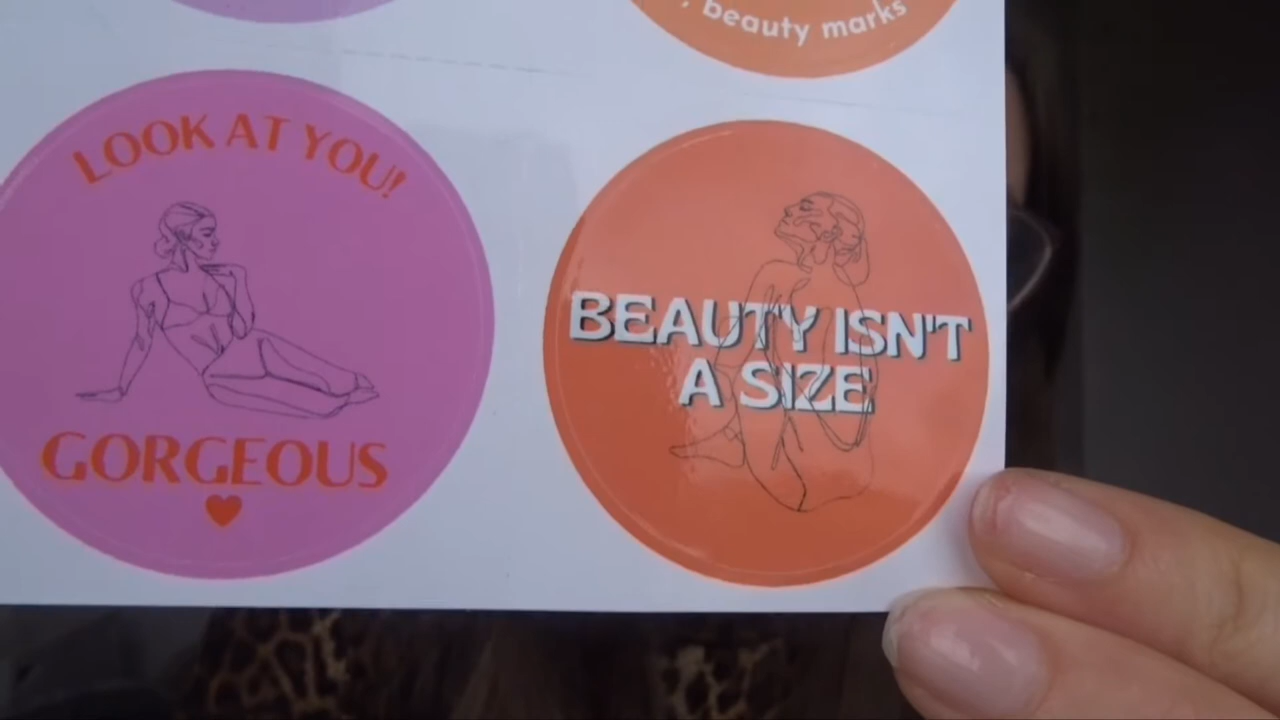 , beauty marks
LOOK AT YOU!
GORGEOUS
BEAUTY ISN'T
A SIZE